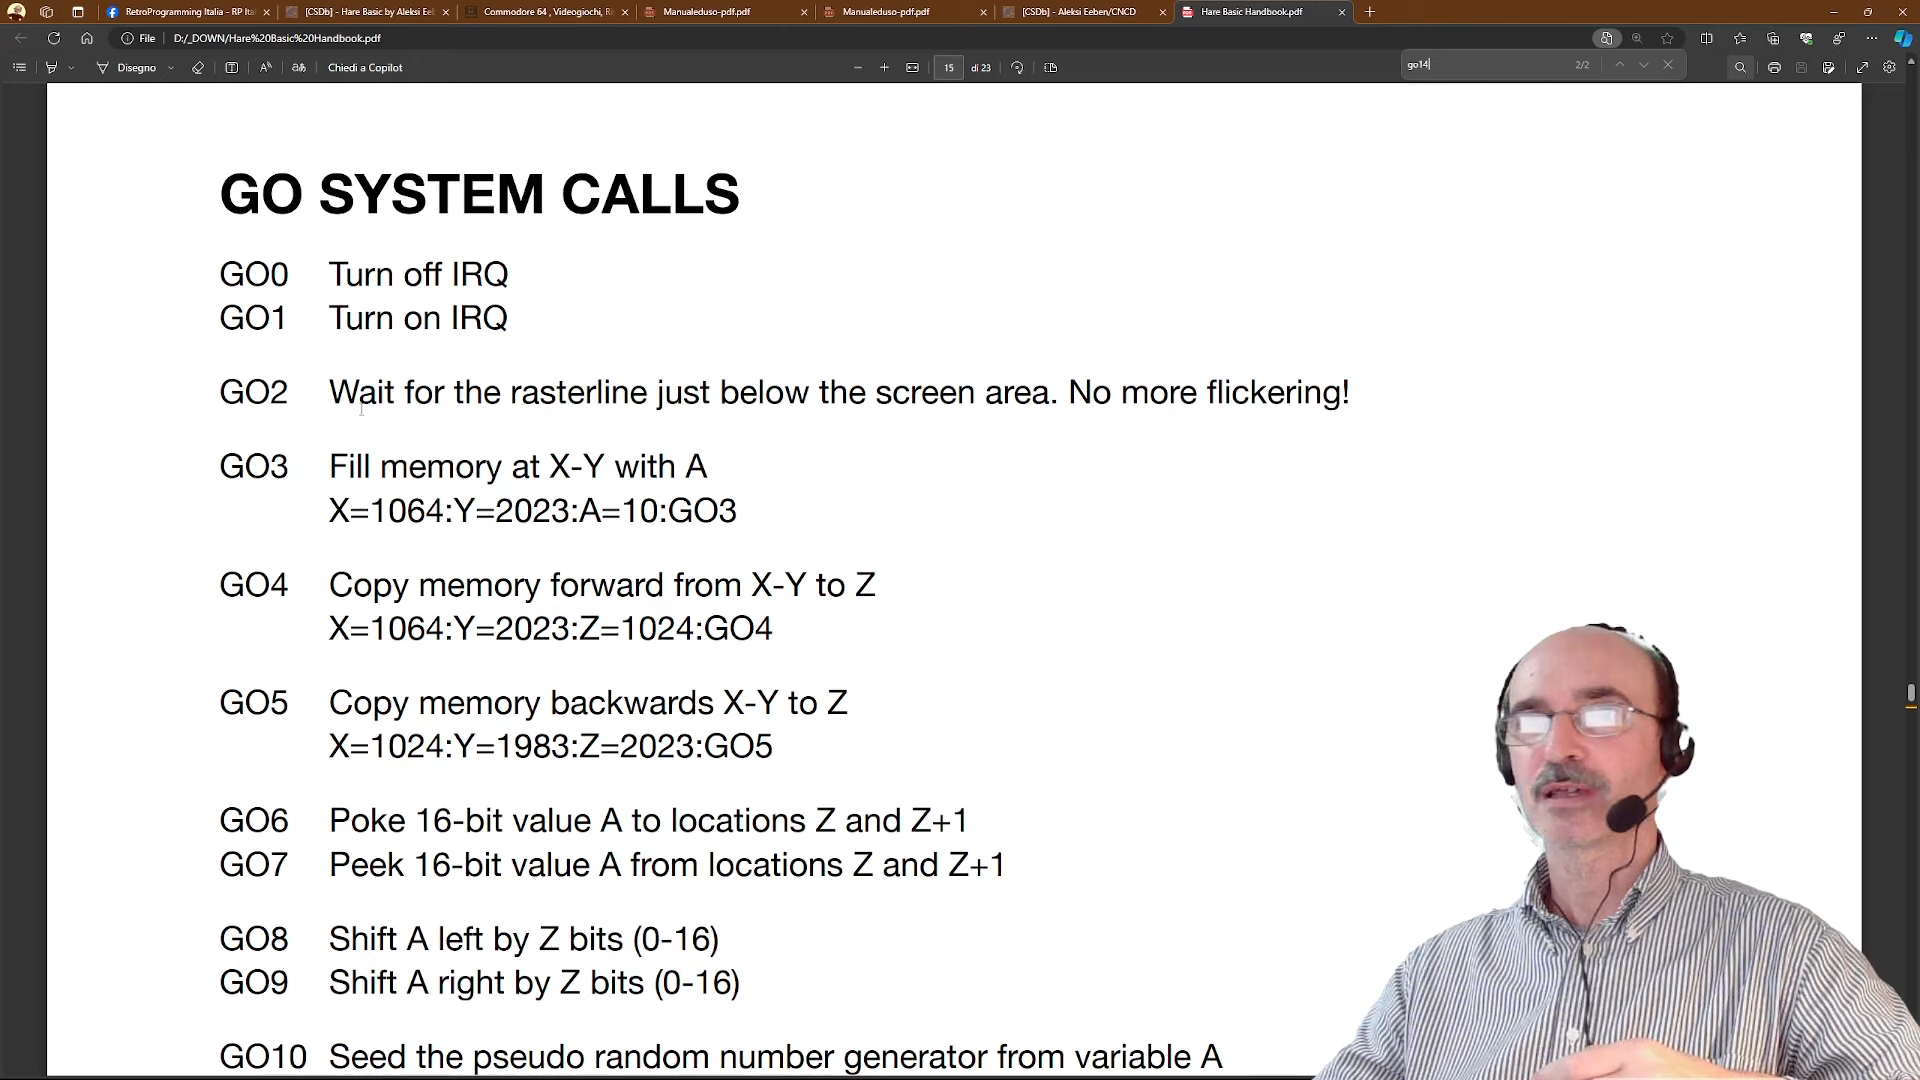 RetroProgramming Italia - RP Ita
[CSDb] - Hare Basic by Aleksi Eeb
Commodore 64 , Videogiochi, Ri
Manualeduso-pdf.pdf
Manualeduso-pdf.pdf
[CSDb] - Aleksi Eeben/CNCD
Hare Basic Handbook.pdf
File
D:/_DOWN/Hare%20Basic%20Handbook.pdf
Disegno
Chiedi a Copilot
15 di 23
go14
2/2
GO SYSTEM CALLS
GO0 Turn off IRQ
GO1 Turn on IRQ
GO2 Wait for the rasterline just below the screen area. No more flickering!
GO3 Fill memory at X-Y with A
X=1064:Y=2023:A=10:GO3
GO4 Copy memory forward from X-Y to Z
X=1064:Y=2023:Z=1024:GO4
GO5 Copy memory backwards X-Y to Z
X=1024:Y=1983:Z=2023:GO5
GO6 Poke 16-bit value A to locations Z and Z+1
GO7 Peek 16-bit value A from locations Z and Z+1
GO8 Shift A left by Z bits (0-16)
GO9 Shift A right by Z bits (0-16)
GO10 Seed the pseudo random number generator from variable A